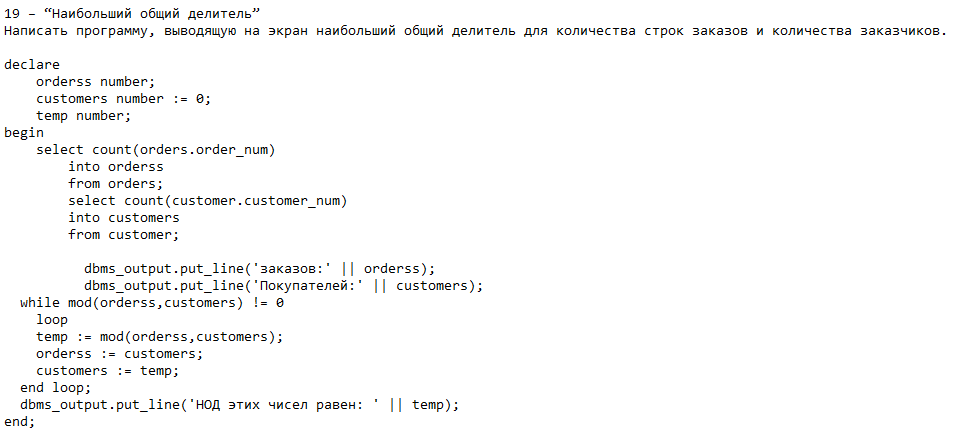 19 – “Наибольший общий делитель”
Написать программу, выводящую на экран наибольший общий делитель для количества строк заказов и количества заказчиков.
declare
orderss number;
customers number := 0;
temp number;
begin
select count(orders.order_num)
into orderss
from orders;
select count(customer.customer_num)
into customers
from customer;
dbms_output.put_line('заказов:' || orderss);
dbms_output.put_line('Покупателей:' || customers);
while mod(orderss,customers) != 0
loop
temp := mod(orderss,customers);
orderss := customers;
customers := temp;
end loop;
dbms_output.put_line('НОД этих чисел равен: ' || temp);
end;